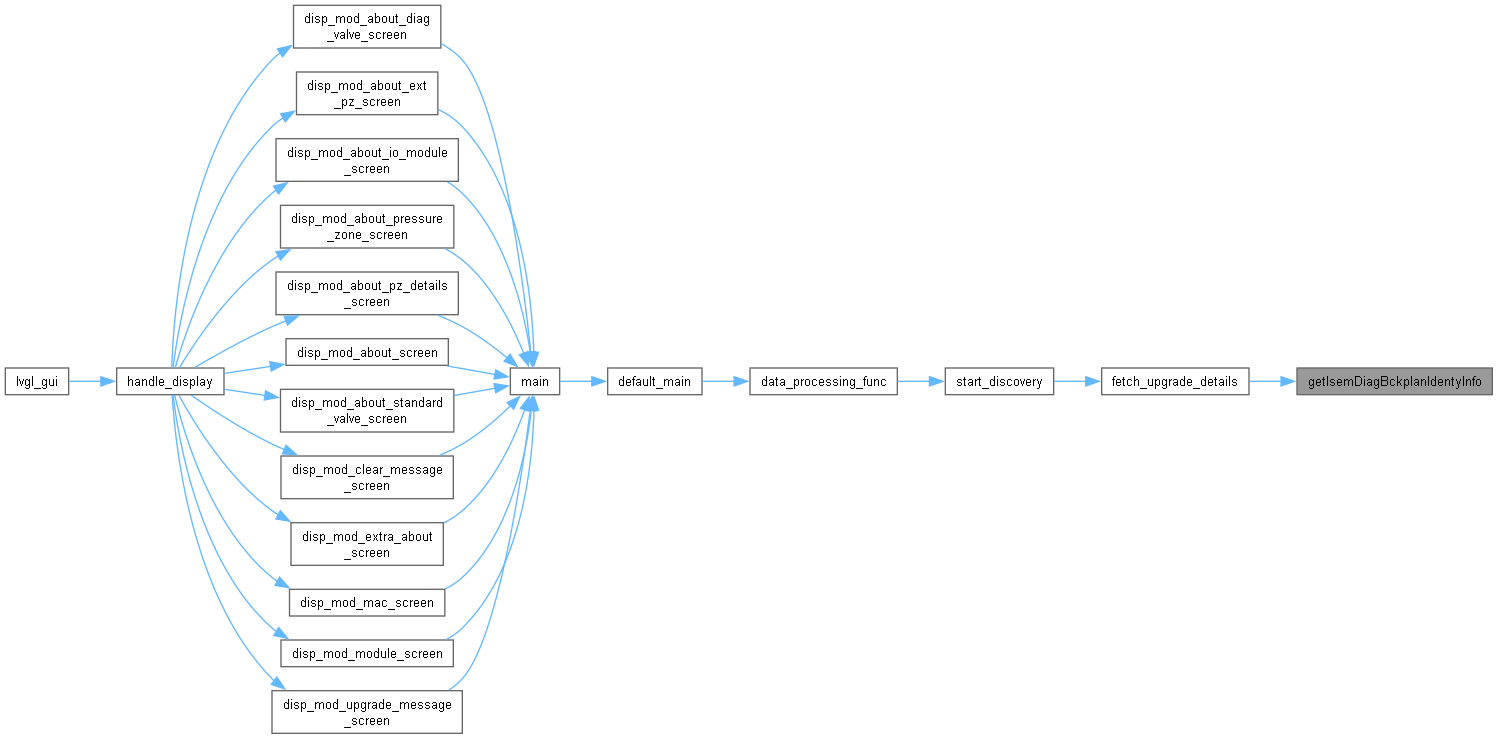 disp_mod_about_diag
_valve_screen
disp_mod_about_ext
_pz_screen
disp_mod_about_io_module
_screen
disp_mod_about_pressure
_zone_screen
disp_mod_about_pz_details
_screen
disp_mod_about_screen
lvgl_gui
handle_display
main
default_main
data_processing_func
start_discovery
fetch_upgrade_details
getIsemDiagBckplanIdentyInfo
disp_mod_about_standard
_valve_screen
disp_mod_clear_message
_screen
disp_mod_extra_about
_screen
disp_mod_mac_screen
disp_mod_module_screen
disp_mod_upgrade_message
_screen